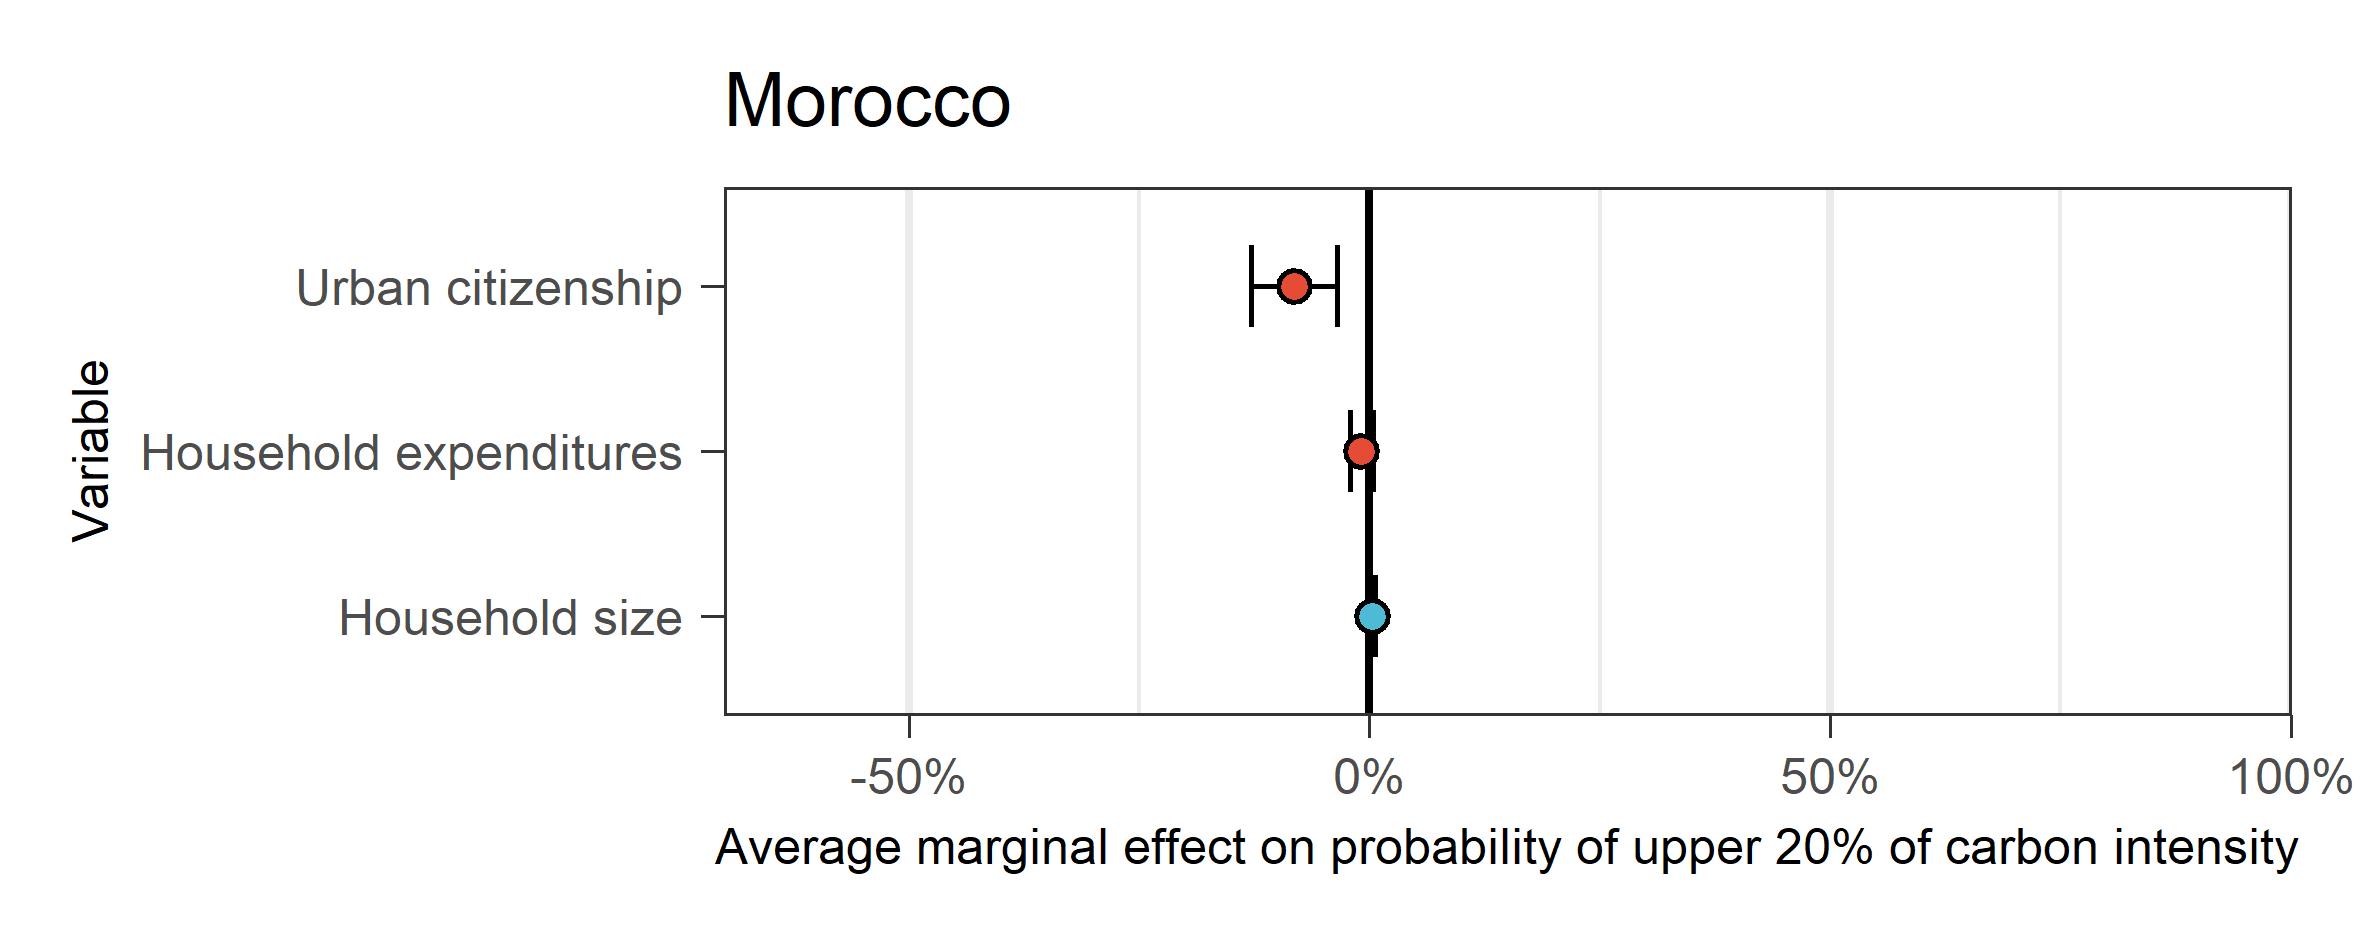 Morocco
Urban citizenship
Household expenditures
Household size
Variable
-50%
0%
50%
100%
Average marginal effect on probability of upper 20% of carbon intensity